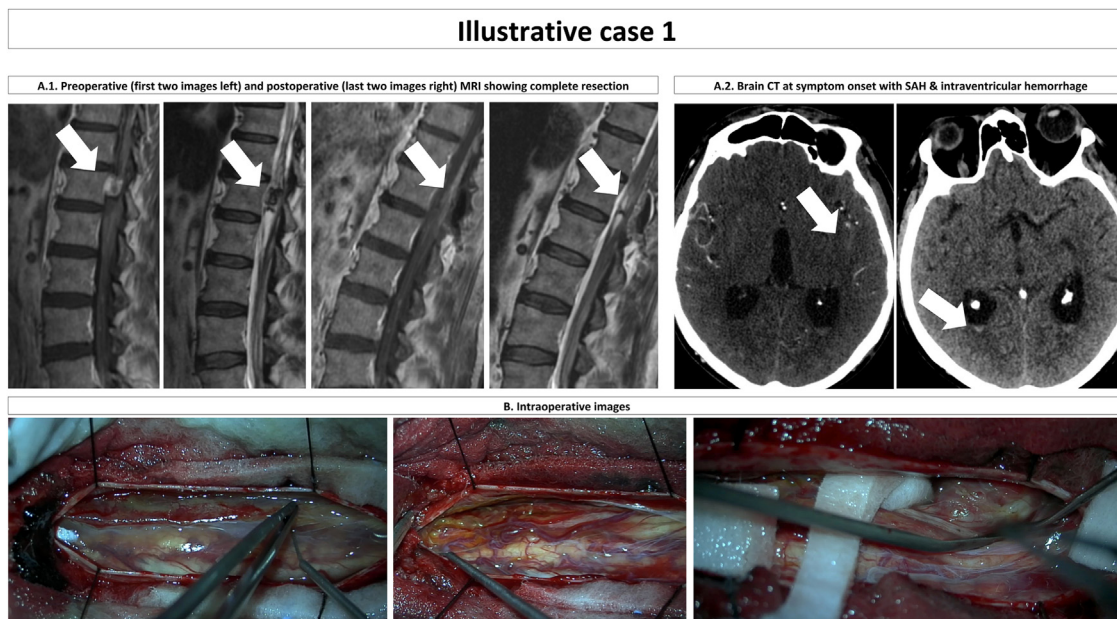 Illustrative case 1
A.1. Preoperative (first two images left) and postoperative (last two images right) MRI showing complete resection
A.2. Brain CT at symptom onset with SAH & intraventricular hemorrhage
B. Intraoperative images